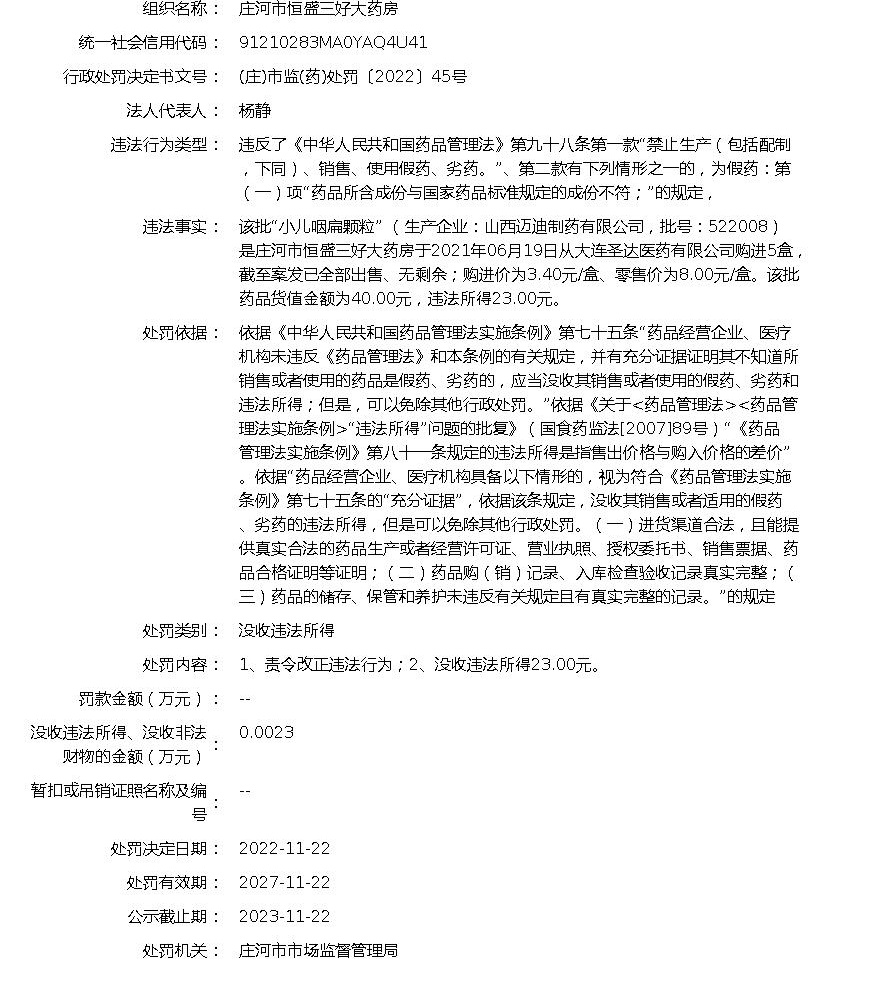 组织名称： 庄河市恒盛三好大药房
统一社会信用代码： 91210283MA0YAQ4U41
行政处罚决定书文号： (庄)市监(药)处罚〔2022〕45号
法人代表人： 杨静
违法行为类型： 违反了《中华人民共和国药品管理法》第九十八条第一款“禁止生产（包括配制
，下同）、销售、使用假药、劣药。”、第二款有下列情形之一的，为假药：第
（一）项“药品所含成份与国家药品标准规定的成份不符；”的规定，
违法事实： 该批“小儿咽扁颗粒”（生产企业：山西迈迪制药有限公司，批号：522008）
是庄河市恒盛三好大药房于2021年06月19日从大连圣达医药有限公司购进5盒，
截至案发已全部出售、无剩余；购进价为3.40元/盒、零售价为8.00元/盒。该批
药品货值金额为40.00元，违法所得23.00元。
处罚依据： 依据《中华人民共和国药品管理法实施条例》第七十五条“药品经营企业、医疗
机构未违反《药品管理法》和本条例的有关规定，并有充分证据证明其不知道所
销售或者使用的药品是假药、劣药的，应当没收其销售或者使用的假药、劣药和
违法所得；但是，可以免除其他行政处罚。”依据《关于<药品管理法><药品管
理法实施条例>“违法所得”问题的批复》（国食药监法[2007]89号）“《药品
管理法实施条例》第八十一条规定的违法所得是指售出价格与购入价格的差价”
。依据“药品经营企业、医疗机构具备以下情形的，视为符合《药品管理法实施
条例》第七十五条的“充分证据”，依据该条规定，没收其销售或者适用的假药
、劣药的违法所得，但是可以免除其他行政处罚。（一）进货渠道合法，且能提
供真实合法的药品生产或者经营许可证、营业执照、授权委托书、销售票据、药
品合格证明等证明；（二）药品购（销）记录、入库检查验收记录真实完整；（
三）药品的储存、保管和养护未违反有关规定且有真实完整的记录。”的规定
处罚类别： 没收违法所得
处罚内容： 1、责令改正违法行为；2、没收违法所得23.00元。
罚款金额（万元）： --
没收违法所得、没收非法
财物的金额（万元）： 0.0023
暂扣或吊销证照名称及编
号： --
处罚决定日期： 2022-11-22
处罚有效期： 2027-11-22
公示截止期： 2023-11-22
处罚机关： 庄河市市场监督管理局